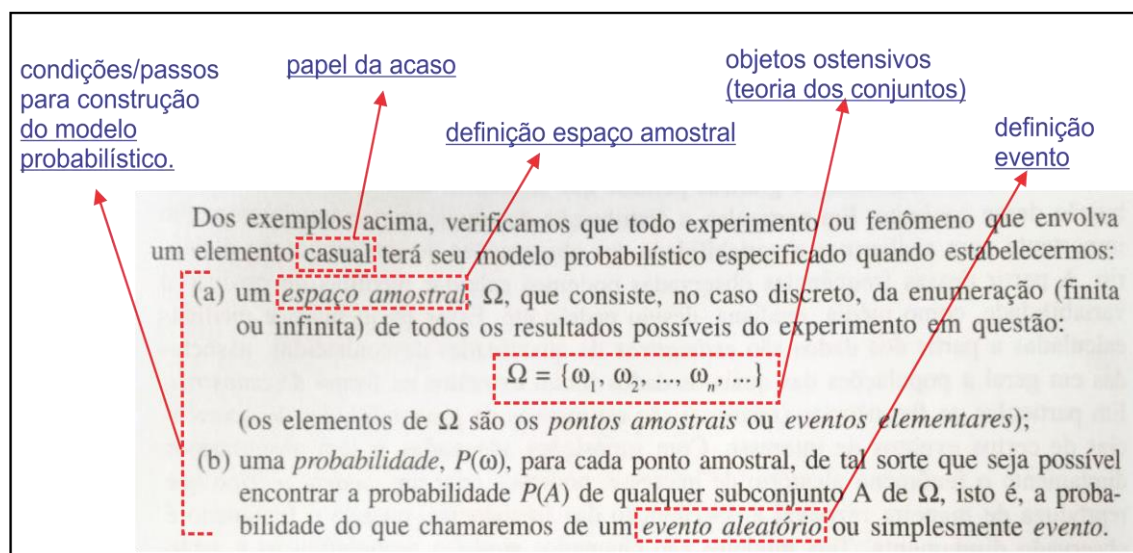 condições/passos
para construção
do modelo
probabilístico.
papel da acaso
definição espaço amostral
objetos ostensivos
(teoria dos conjuntos)
definição
evento
Dos exemplos acima, verificamos que todo experimento ou fenômeno que envolva
um elemento casual terá seu modelo probabilístico especificado quando estabelecermos:
(a) um espaço amostral, Ω, que consiste, no caso discreto, da enumeração (finita
ou infinita) de todos os resultados possíveis do experimento em questão:
Ω = {ω₁, ω₂, ..., ωₙ, ...}
(os elementos de Ω são os pontos amostrais ou eventos elementares);
(b) uma probabilidade, P(ω), para cada ponto amostral, de tal sorte que seja possível
encontrar a probabilidade P(A) de qualquer subconjunto A de Ω, isto é, a proba-
bilidade do que chamaremos de um evento aleatório ou simplesmente evento.